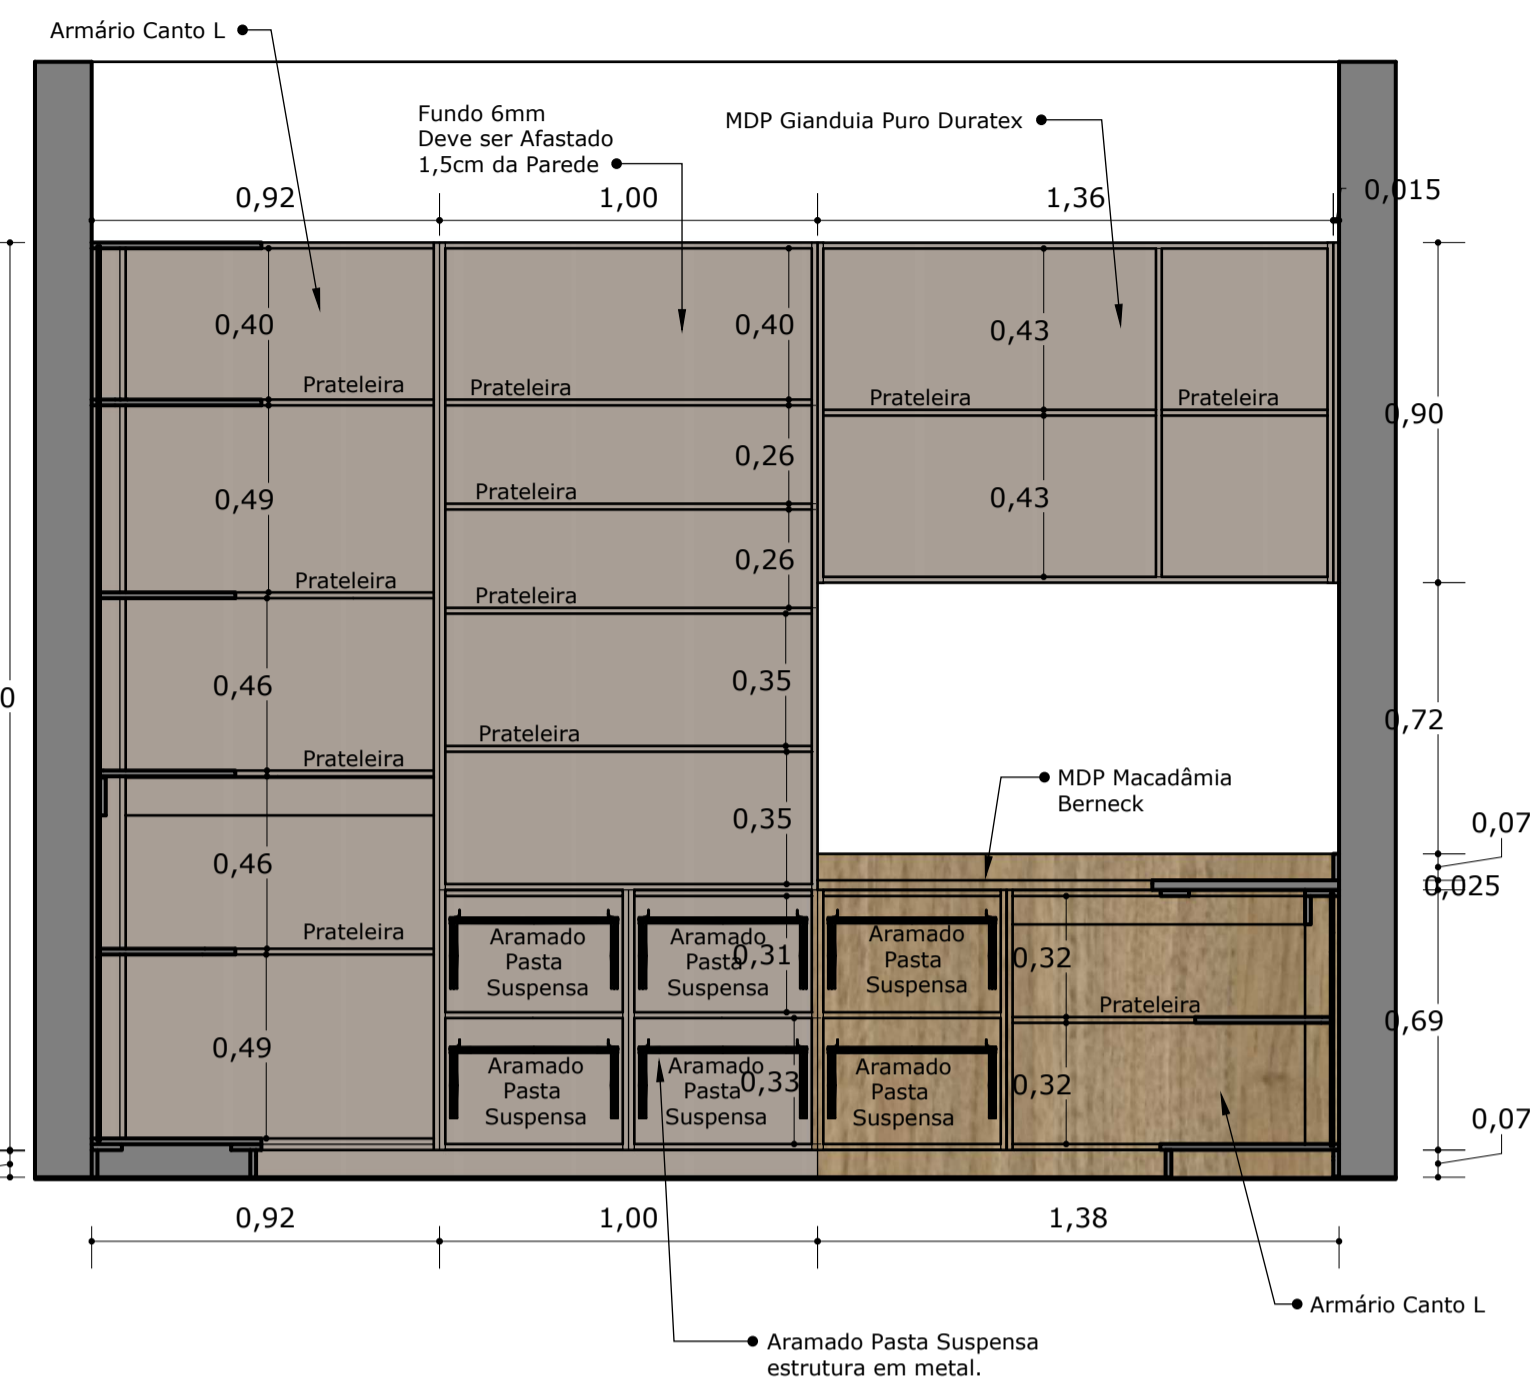 Armário Canto L
Fundo 6mm
Deve ser Afastado
1,5cm da Parede
MDP Gianduia Puro Duratex
0,92
1,00
1,36
0,015
0,40
0,40
0,43
Prateleira
Prateleira
Prateleira
Prateleira
0,90
0,26
0,49
Prateleira
0,43
0,26
Prateleira
Prateleira
0,46
0,35
0
0,72
Prateleira
Prateleira
MDP Macadâmia
Berneck
0,35
0,07
0,46
0,025
Prateleira
Aramado
Pasta
Suspensa
Aramado
Pasta
Suspensa
0,31
Aramado
Pasta
Suspensa
0,32
Prateleira
0,69
0,49
Aramado
Pasta
Suspensa
Aramado
Pasta
Suspensa
0,33
Aramado
Pasta
Suspensa
0,32
0,07
0,92
1,00
1,38
Armário Canto L
Aramado Pasta Suspensa
estrutura em metal.